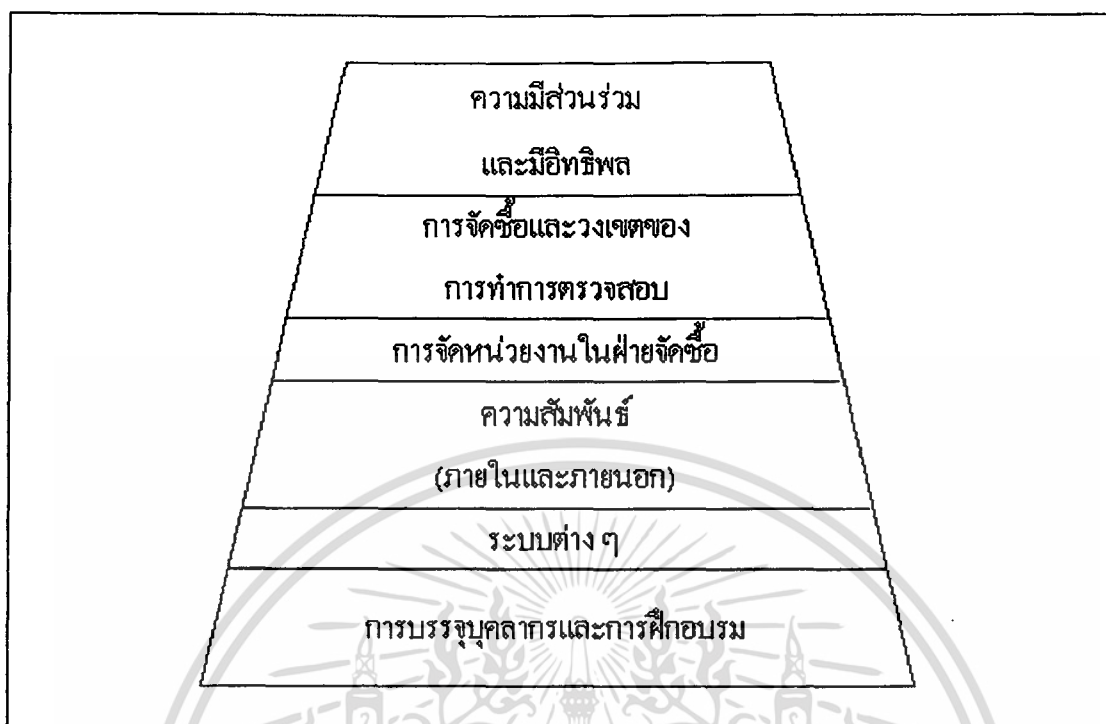 ความมีส่วนร่วม
และมีอิทธิพล
การจัดซื้อและวงเขตของ
การทำการตรวจสอบ
การจัดหน่วยงานในฝ่ายจัดซื้อ
ความสัมพันธ์
(ภายในและภายนอก)
ระบบต่าง ๆ
การบรรจุบุคลากรและการฝึกอบรม